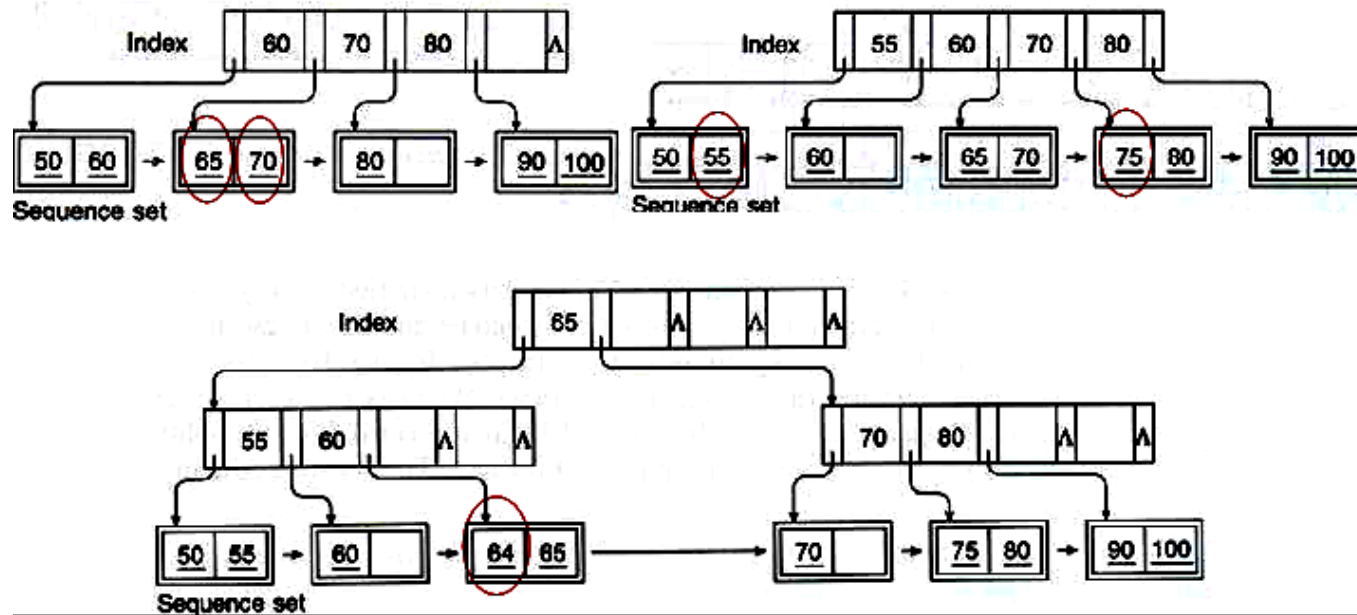 Index 60 70 80 Λ
50 60 65 70 80 90 100
Sequence set
Index 55 60 70 80
50 55 60 65 70 75 80 90 100
Sequence set
Index 65 Λ Λ Λ
55 60 Λ Λ 70 80 Λ Λ
50 55 60 64 65 70 75 80 90 100
Sequence set